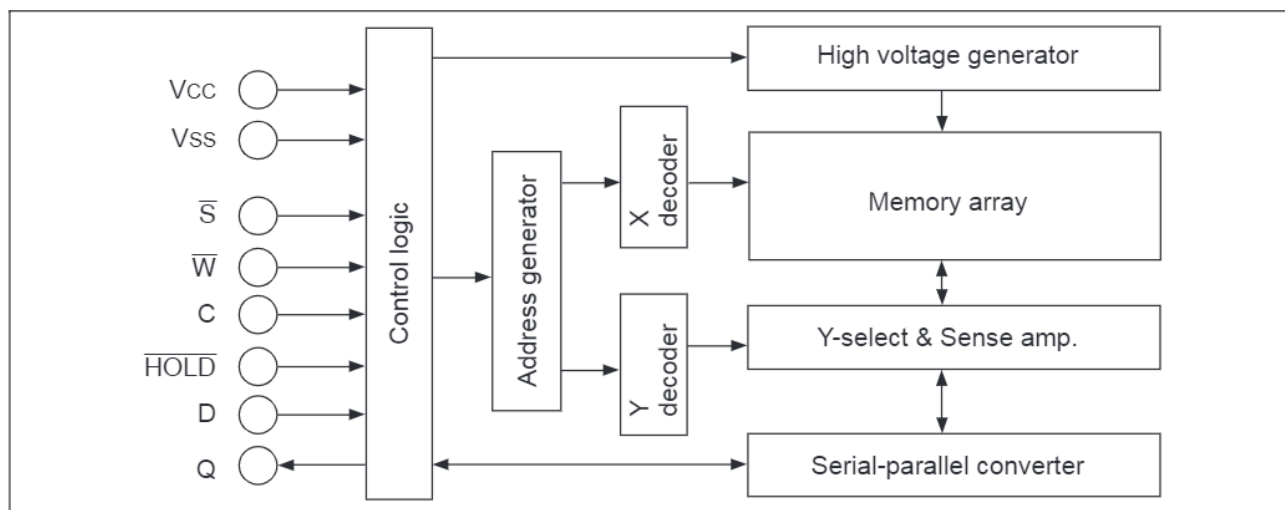 VCC
VSS
S̅
W̅
C
H̅O̅L̅D̅
D
Q
Control logic
Address generator
X
decoder
Y
decoder
High voltage generator
Memory array
Y-select & Sense amp.
Serial-parallel converter